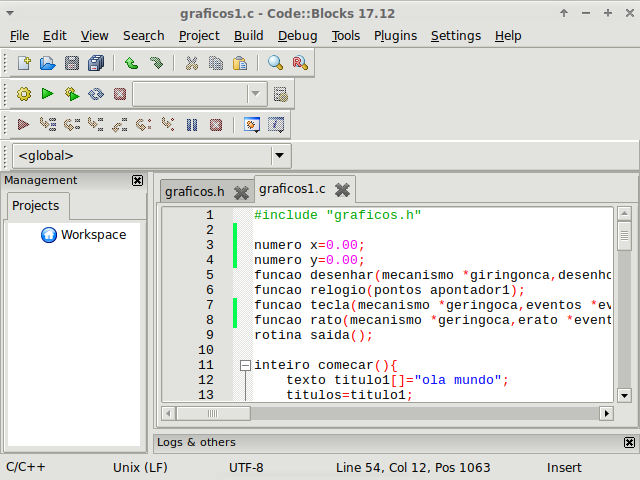 graficos1.c - Code::Blocks 17.12
File Edit View Search Project Build Debug Tools Plugins Settings Help
<global>
Management
Projects
Workspace
graficos.h
graficos1.c
1 #include "graficos.h"
2
3 numero x=0.00;
4 numero y=0.00;
5 funcao desenhar(mecanismo *giringonca,desenho
6 funcao relogio(pontos apontador1);
7 funcao tecla(mecanismo *geringoca,eventos *ev
8 funcao rato(mecanismo *geringoca,erato *event
9 rotina saida();
10
11 inteiro comecar(){
12 texto titulo1[]="ola mundo";
13 titulos=titulo1;
Logs & others
C/C++ Unix (LF) UTF-8 Line 54, Col 12, Pos 1063 Insert